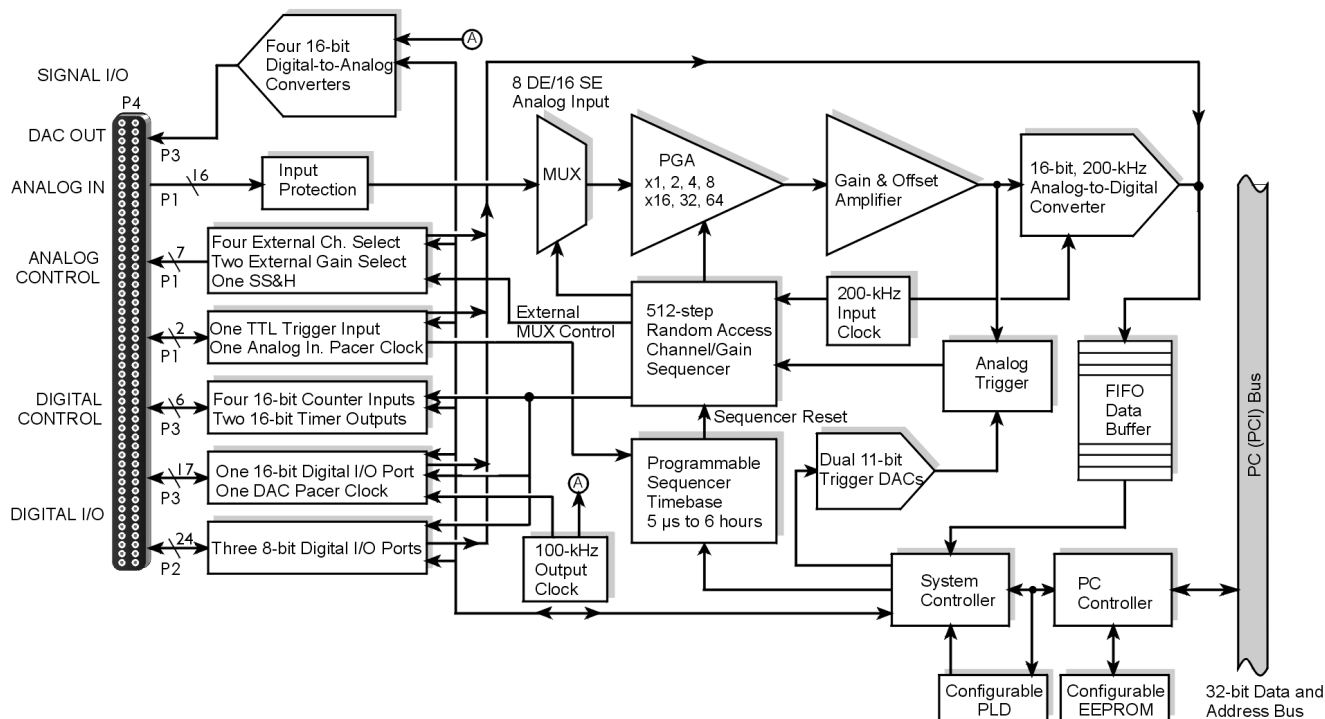 SIGNAL I/O
P4
DAC OUT
P3
ANALOG IN
16
P1
ANALOG
CONTROL
7
P1
2
P1
DIGITAL
CONTROL
6
P3
17
P3
DIGITAL I/O
24
P2
Four 16-bit
Digital-to-Analog
Converters
A
Input
Protection
Four External Ch. Select
Two External Gain Select
One SS&H
One TTL Trigger Input
One Analog In. Pacer Clock
Four 16-bit Counter Inputs
Two 16-bit Timer Outputs
One 16-bit Digital I/O Port
One DAC Pacer Clock
Three 8-bit Digital I/O Ports
8 DE/16 SE
Analog Input
MUX
PGA
x1, 2, 4, 8
x16, 32, 64
Gain & Offset
Amplifier
16-bit, 200-kHz
Analog-to-Digital
Converter
External
MUX Control
512-step
Random Access
Channel/Gain
Sequencer
200-kHz
Input
Clock
Analog
Trigger
FIFO
Data
Buffer
Sequencer Reset
Programmable
Sequencer
Timebase
5 µs to 6 hours
Dual 11-bit
Trigger DACs
A
100-kHz
Output
Clock
System
Controller
PC
Controller
Configurable
PLD
Configurable
EEPROM
PC (PCI) Bus
32-bit Data and
Address Bus